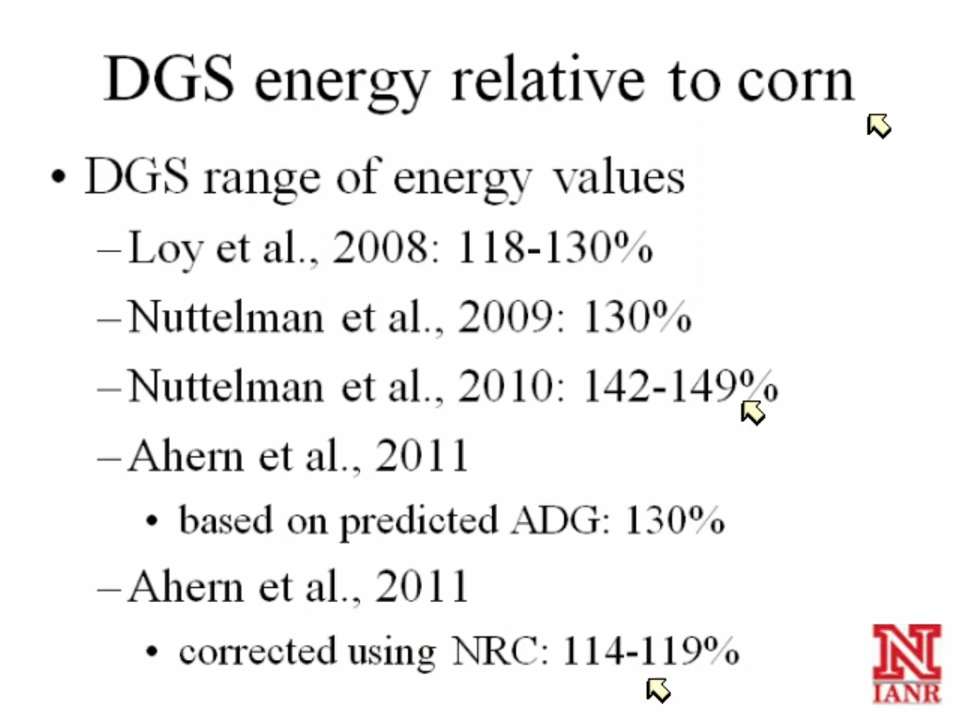 DGS energy relative to corn
• DGS range of energy values
– Loy et al., 2008: 118-130%
– Nuttelman et al., 2009: 130%
– Nuttelman et al., 2010: 142-149%
– Ahern et al., 2011
• based on predicted ADG: 130%
– Ahern et al., 2011
• corrected using NRC: 114-119%
N
IANR